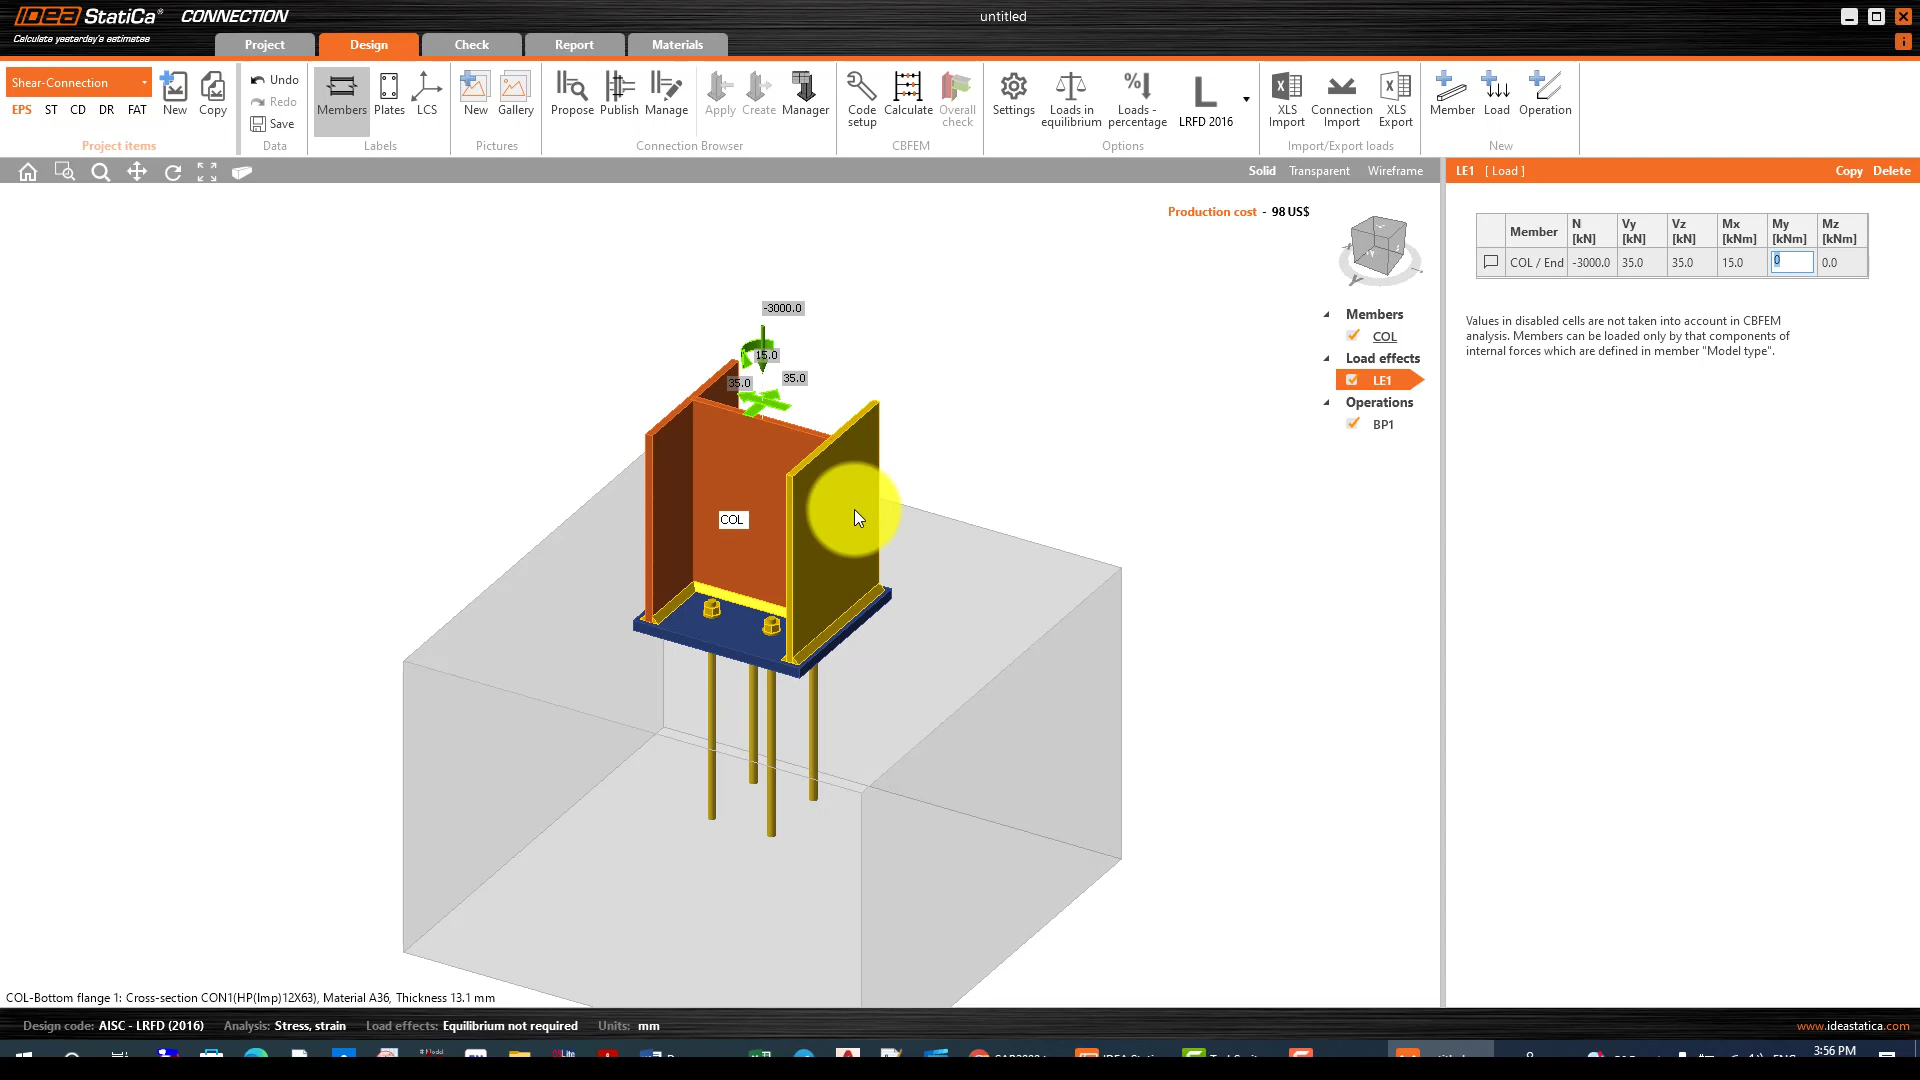 IDEA StatiCa® CONNECTION
Calculate yesterday's estimates
untitled
Project Design Check Report Materials
Shear-Connection
EPS ST CD DR FAT
New Copy
Project items
Undo
Redo
Save
Data
Members Plates LCS
Labels
New Gallery
Pictures
Propose Publish Manage Apply Create Manager
Connection Browser
Code setup Calculate Overall check
CBFEM
Settings Loads in equilibrium Loads - percentage LRFD 2016
Options
XLS Import Connection Import XLS Export
Import/Export loads
Member Load Operation
New
Solid Transparent Wireframe
LE1 [ Load ] Copy Delete
Production cost - 98 US$
Member N [kN] Vy [kN] Vz [kN] Mx [kNm] My [kNm] Mz [kNm]
COL / End -3000.0 35.0 35.0 15.0 0 0.0
Values in disabled cells are not taken into account in CBFEM
analysis. Members can be loaded only by that components of
internal forces which are defined in member "Model type".
Members
COL
Load effects
LE1
Operations
BP1
-3000.0
15.0
35.0
35.0
COL
COL-Bottom flange 1: Cross-section CON1(HP(Imp)12X63), Material A36, Thickness 13.1 mm
Design code: AISC - LRFD (2016) Analysis: Stress, strain Load effects: Equilibrium not required Units: mm
www.ideastatica.com
3:56 PM